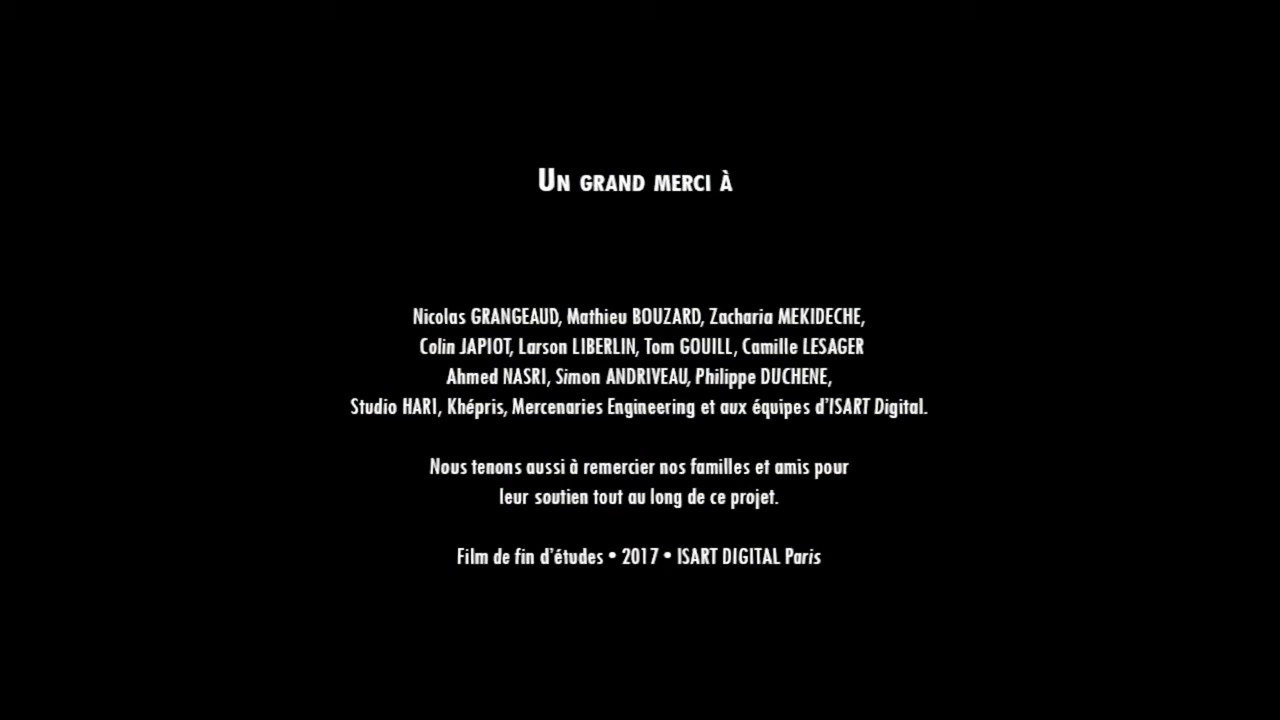 Un grand merci à
Nicolas GRANGEAUD, Mathieu BOUZARD, Zacharia MEKIDECHE,
Colin JAPIOT, Larson LIBERLIN, Tom GOUILL, Camille LESAGER
Ahmed NASRI, Simon ANDRIVEAU, Philippe DUCHENE,
Studio HARI, Khépris, Mercenaries Engineering et aux équipes d'ISART Digital.
Nous tenons aussi à remercier nos familles et amis pour
leur soutien tout au long de ce projet.
Film de fin d'études • 2017 • ISART DIGITAL Paris